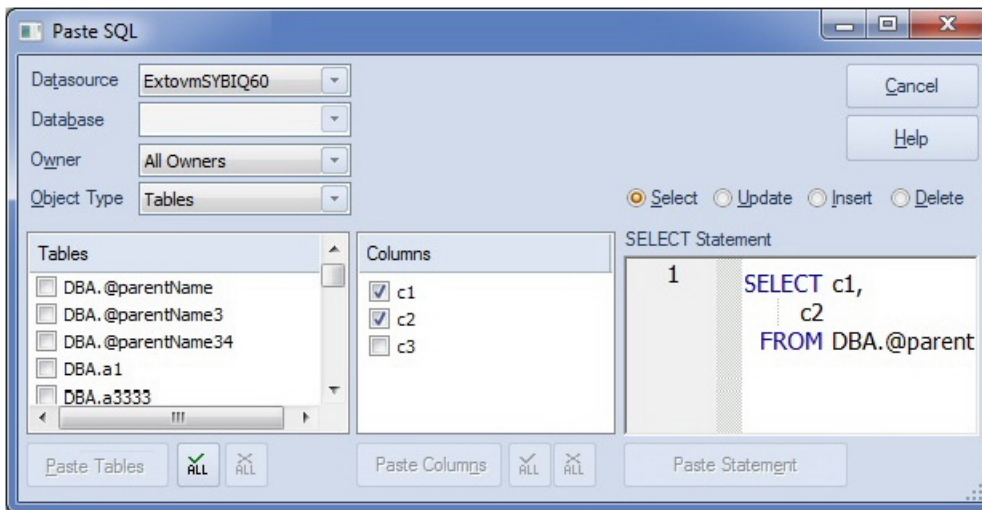 Paste SQL
Datasource ExtovmSYBIQ60
Cancel
Database
Help
Owner All Owners
Object Type Tables
Select Update Insert Delete
Tables
DBA.@parentName
DBA.@parentName3
DBA.@parentName34
DBA.a1
DBA.a3333
Columns
c1
c2
c3
SELECT Statement
1 SELECT c1,
c2
FROM DBA.@parent
Paste Tables ALL ALL
Paste Columns ALL ALL
Paste Statement